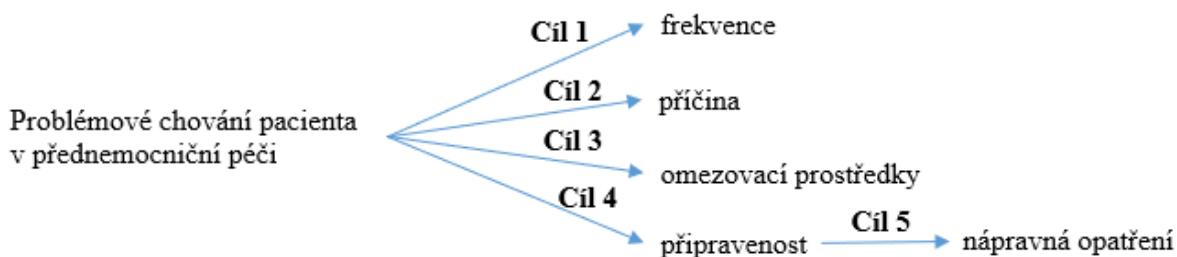 Problémové chování pacienta
v přednemocniční péči
Cíl 1
frekvence
Cíl 2
příčina
Cíl 3
omezovací prostředky
Cíl 4
připravenost
Cíl 5
nápravná opatření